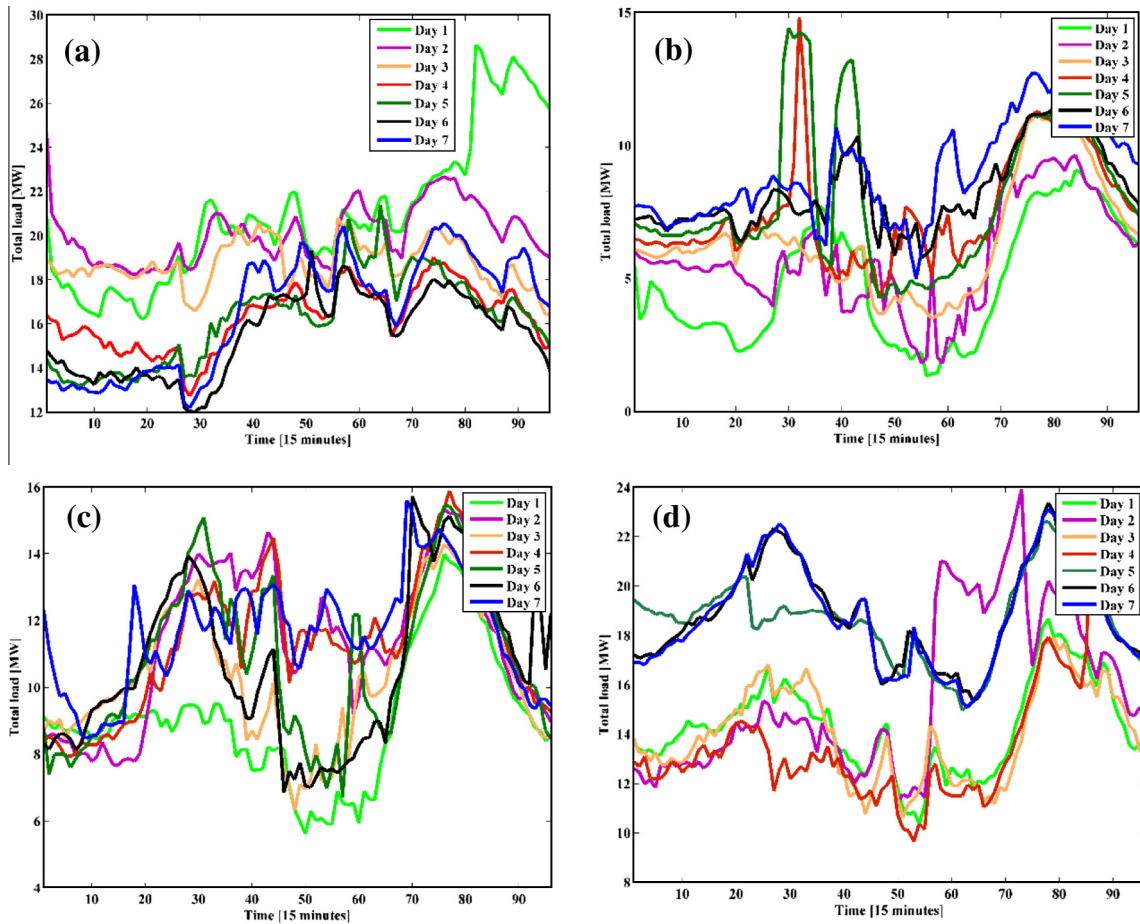 (a)
Total load [MW]
30
28
26
24
22
20
18
16
14
12
10 20 30 40 50 60 70 80 90
Time [15 minutes]
Day 1
Day 2
Day 3
Day 4
Day 5
Day 6
Day 7
(b)
Total load [MW]
15
10
5
0
10 20 30 40 50 60 70 80 90
Time [15 minutes]
Day 1
Day 2
Day 3
Day 4
Day 5
Day 6
Day 7
(c)
Total load [MW]
16
14
12
10
8
6
4
10 20 30 40 50 60 70 80 90
Time [15 minutes]
Day 1
Day 2
Day 3
Day 4
Day 5
Day 6
Day 7
(d)
Total load [MW]
24
22
20
18
16
14
12
10
8
10 20 30 40 50 60 70 80 90
Time [15 minutes]
Day 1
Day 2
Day 3
Day 4
Day 5
Day 6
Day 7